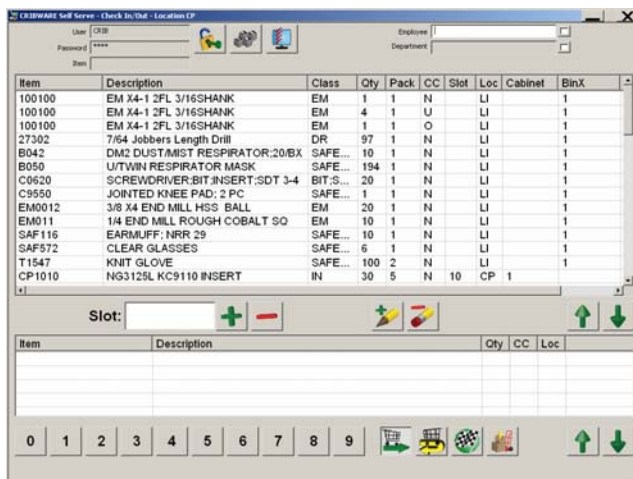 CRIBWARE Self Serve - Check In/Out - Location CP
User CRIB
Password ****
Item
Employee
Department
Item Description Class Qty Pack CC Slot Loc Cabinet BinX
100100 EM X4-1 2FL 3/16SHANK EM 1 1 N LI 1
100100 EM X4-1 2FL 3/16SHANK EM 4 1 U LI 1
100100 EM X4-1 2FL 3/16SHANK EM 1 1 O LI 1
27302 7/64 Jobbers Length Drill DR 97 1 N LI 1
B042 DM2 DUST/MIST RESPIRATOR;20/BX SAFE... 10 1 N LI 1
B050 U/TWIN RESPIRATOR MASK SAFE... 194 1 N LI 1
C0620 SCREWDRIVER;BIT;INSERT;SDT 3-4 BIT;S... 20 1 N LI 1
C9550 JOINTED KNEE PAD; 2 PC SAFE... 1 1 N LI 1
EM0012 3/8 X4 END MILL HSS BALL EM 20 1 N LI 1
EM011 1/4 END MILL ROUGH COBALT SQ EM 10 1 N LI 1
SAF116 EARMUFF; NRR 29 SAFE... 10 1 N LI 1
SAF572 CLEAR GLASSES SAFE... 6 1 N LI 1
T1547 KNIT GLOVE SAFE... 100 2 N LI 1
CP1010 NG3125L KC9110 INSERT IN 30 5 N 10 CP 1
Slot:
Item Description Qty CC Loc
0 1 2 3 4 5 6 7 8 9